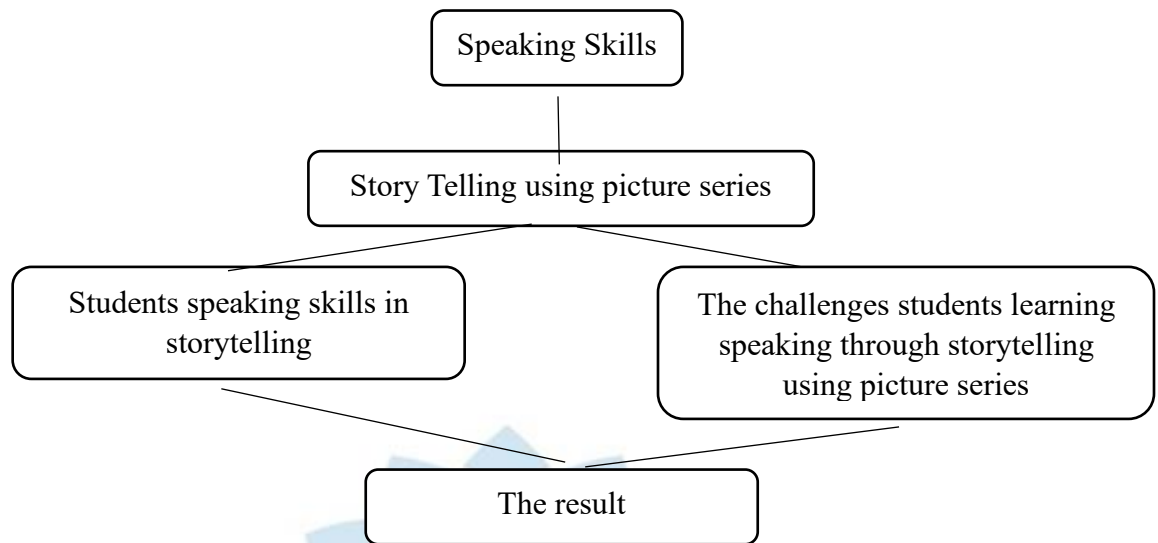 Speaking Skills
Story Telling using picture series
Students speaking skills in
storytelling
The challenges students learning
speaking through storytelling
using picture series
The result